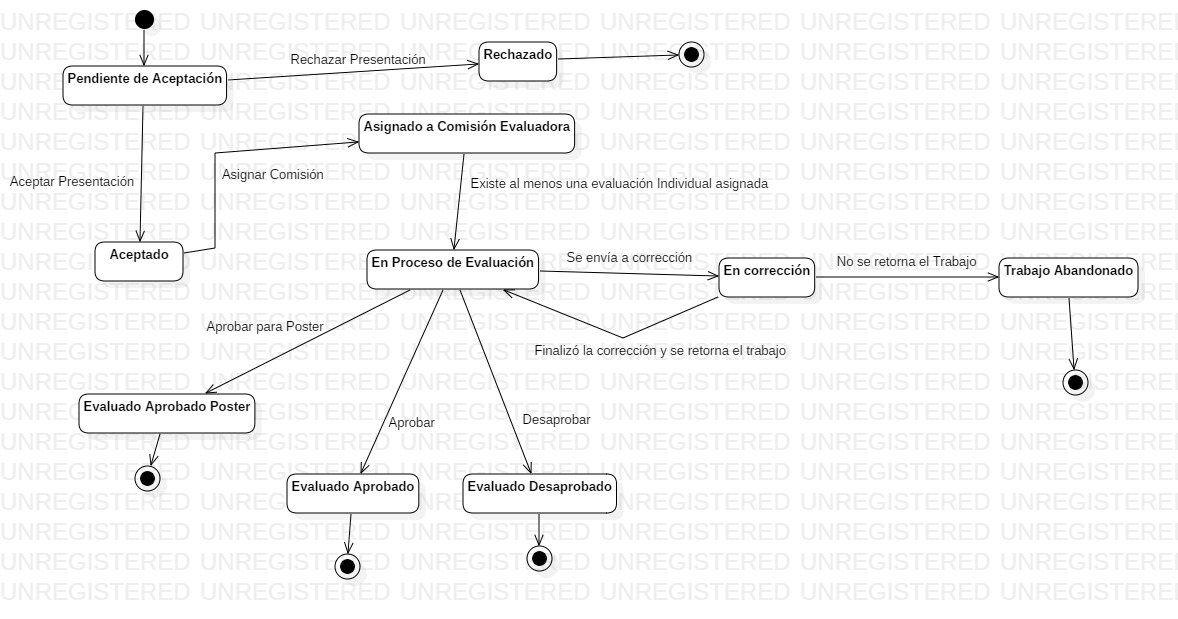 Rechazar Presentación
Rechazado
Pendiente de Aceptación
Asignado a Comisión Evaluadora
Asignar Comisión
Aceptar Presentación
Existe al menos una evaluación Individual asignada
Aceptado
En Proceso de Evaluación
Se envía a corrección
En corrección
No se retorna el Trabajo
Trabajo Abandonado
Aprobar para Poster
Finalizó la corrección y se retorna el trabajo
Evaluado Aprobado Poster
Aprobar
Desaprobar
Evaluado Aprobado
Evaluado Desaprobado
UNREGISTERED UNREGISTERED UNREGISTERED UNREGISTERED UNREGISTERED UNREGISTERED